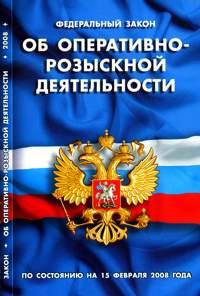 ФЕДЕРАЛЬНЫЙ ЗАКОН
ОБ ОПЕРАТИВНО-
РОЗЫСКНОЙ
ДЕЯТЕЛЬНОСТИ
ПО СОСТОЯНИЮ НА 15 ФЕВРАЛЯ 2008 ГОДА
ЗАКОН • ОБ ОПЕРАТИВНО-РОЗЫСКНОЙ ДЕЯТЕЛЬНОСТИ • 2008